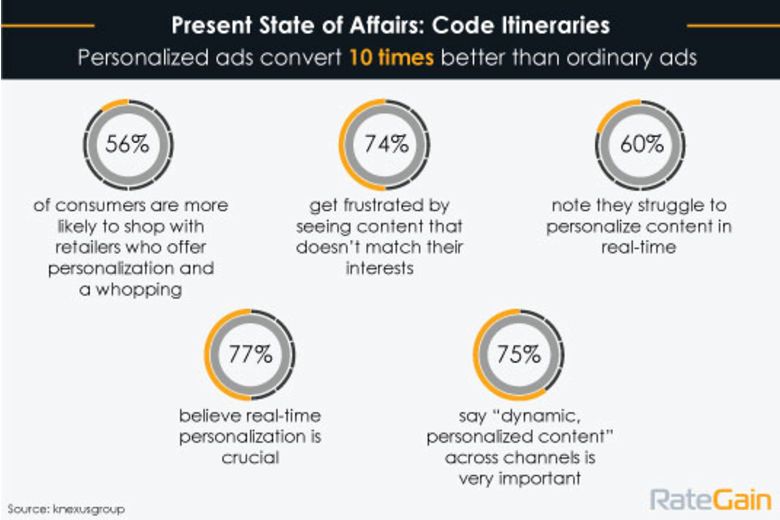 Present State of Affairs: Code Itineraries
Personalized ads convert 10 times better than ordinary ads
56%
of consumers are more
likely to shop with
retailers who offer
personalization and
a whopping
74%
get frustrated by
seeing content that
doesn't match their
interests
60%
note they struggle to
personalize content in
real-time
77%
believe real-time
personalization is
crucial
75%
say "dynamic,
personalized content"
across channels is
very important
Source: knexusgroup
RateGain